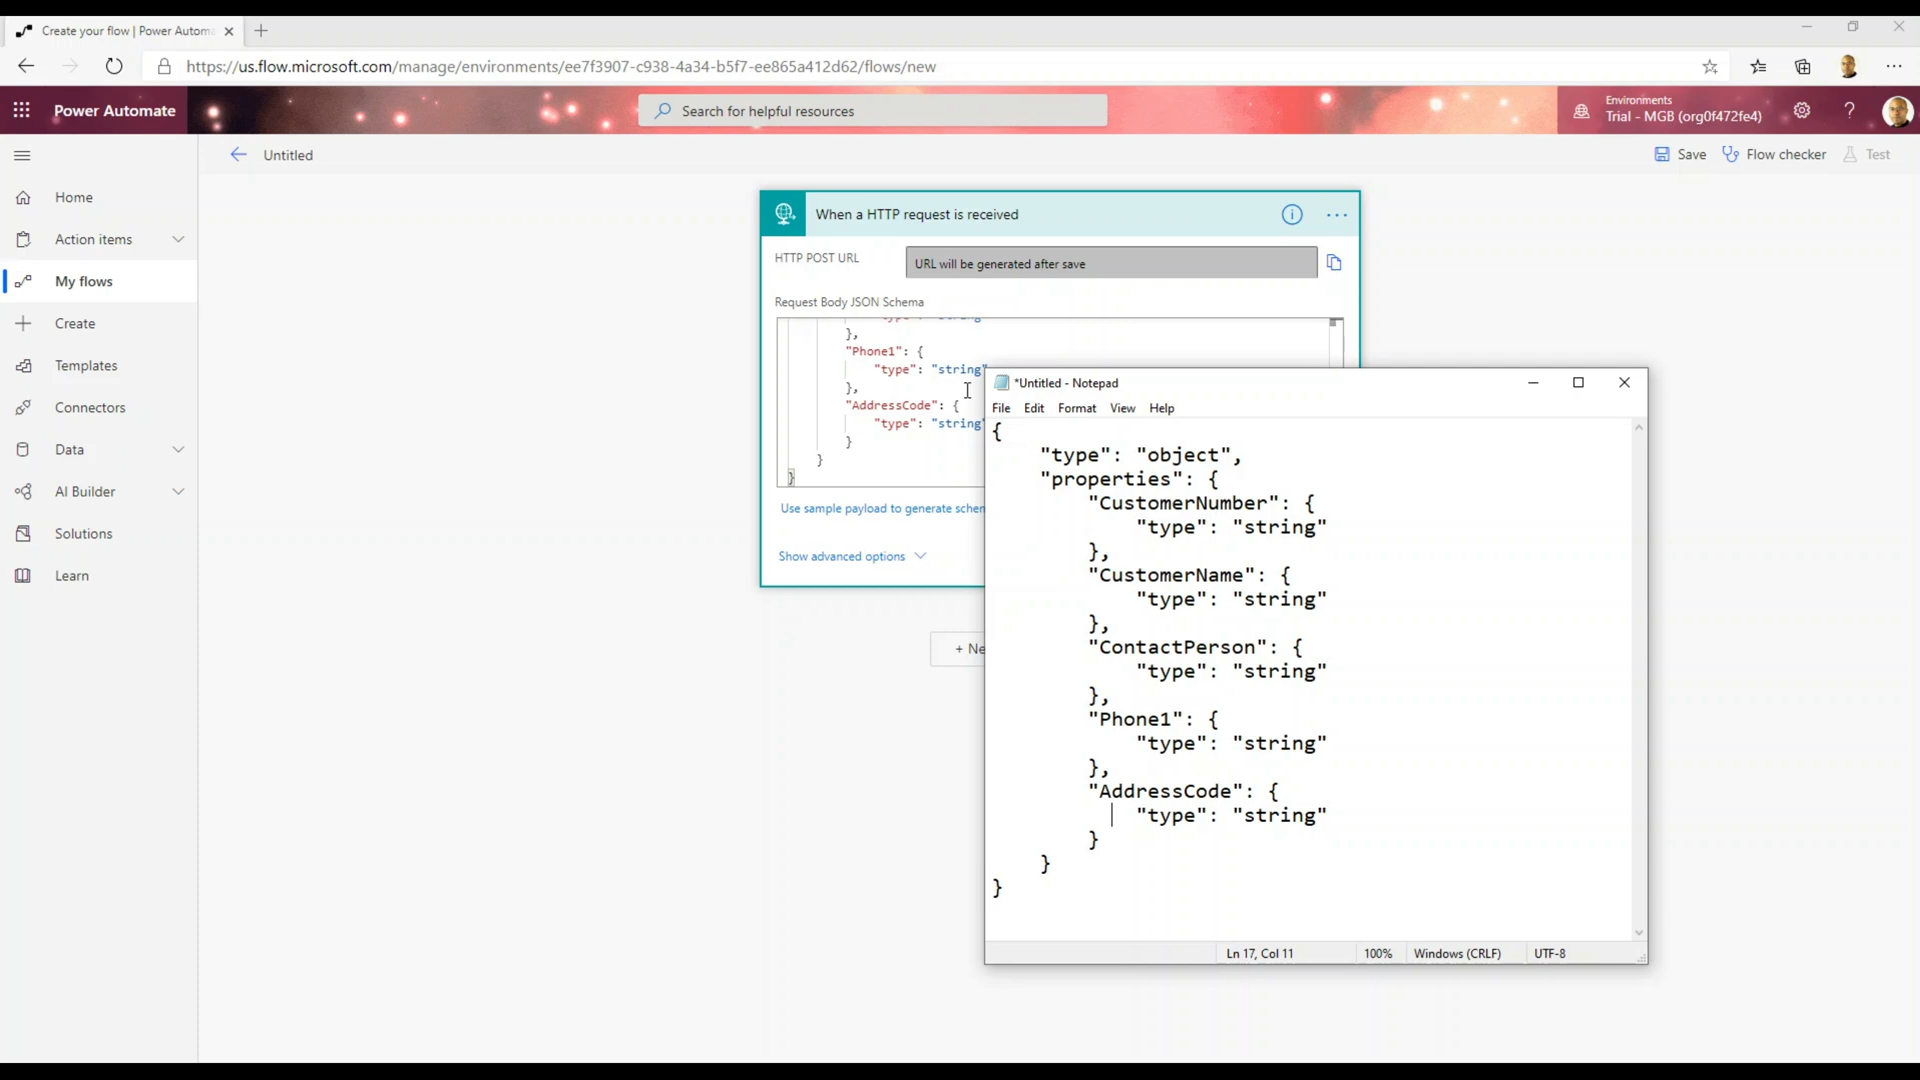 Create your flow | Power Automa
https://us.flow.microsoft.com/manage/environments/ee7f3907-c938-4a34-b5f7-ee865a412d62/flows/new
Power Automate
Search for helpful resources
Environments
Trial - MGB (org0f472fe4)
Untitled
Save
Flow checker
Test
Home
Action items
My flows
Create
Templates
Connectors
Data
AI Builder
Solutions
Learn
When a HTTP request is received
HTTP POST URL
URL will be generated after save
Request Body JSON Schema
},
"Phone1": {
"type": "string"
},
"AddressCode": {
"type": "string"
}
}
}
Use sample payload to generate schem
Show advanced options
+ Ne
*Untitled - Notepad
File Edit Format View Help
{
"type": "object",
"properties": {
"CustomerNumber": {
"type": "string"
},
"CustomerName": {
"type": "string"
},
"ContactPerson": {
"type": "string"
},
"Phone1": {
"type": "string"
},
"AddressCode": {
"type": "string"
}
}
}
Ln 17, Col 11
100%
Windows (CRLF)
UTF-8